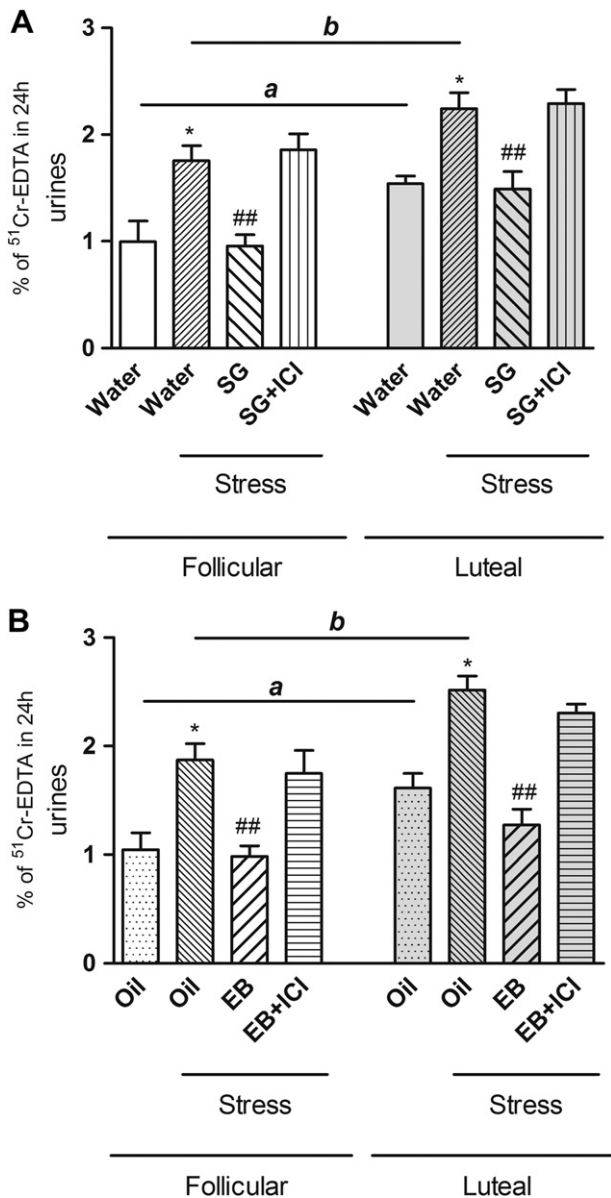 A
% of ⁵¹Cr-EDTA in 24h
urines
3
2
1
0
a
b
*
##
*
##
Water
Water
SG
SG+ICI
Water
Water
SG
SG+ICI
Stress
Stress
Follicular
Luteal
B
% of ⁵¹Cr-EDTA in 24h
urines
3
2
1
0
a
b
*
##
*
##
Oil
Oil
EB
EB+ICI
Oil
Oil
EB
EB+ICI
Stress
Stress
Follicular
Luteal